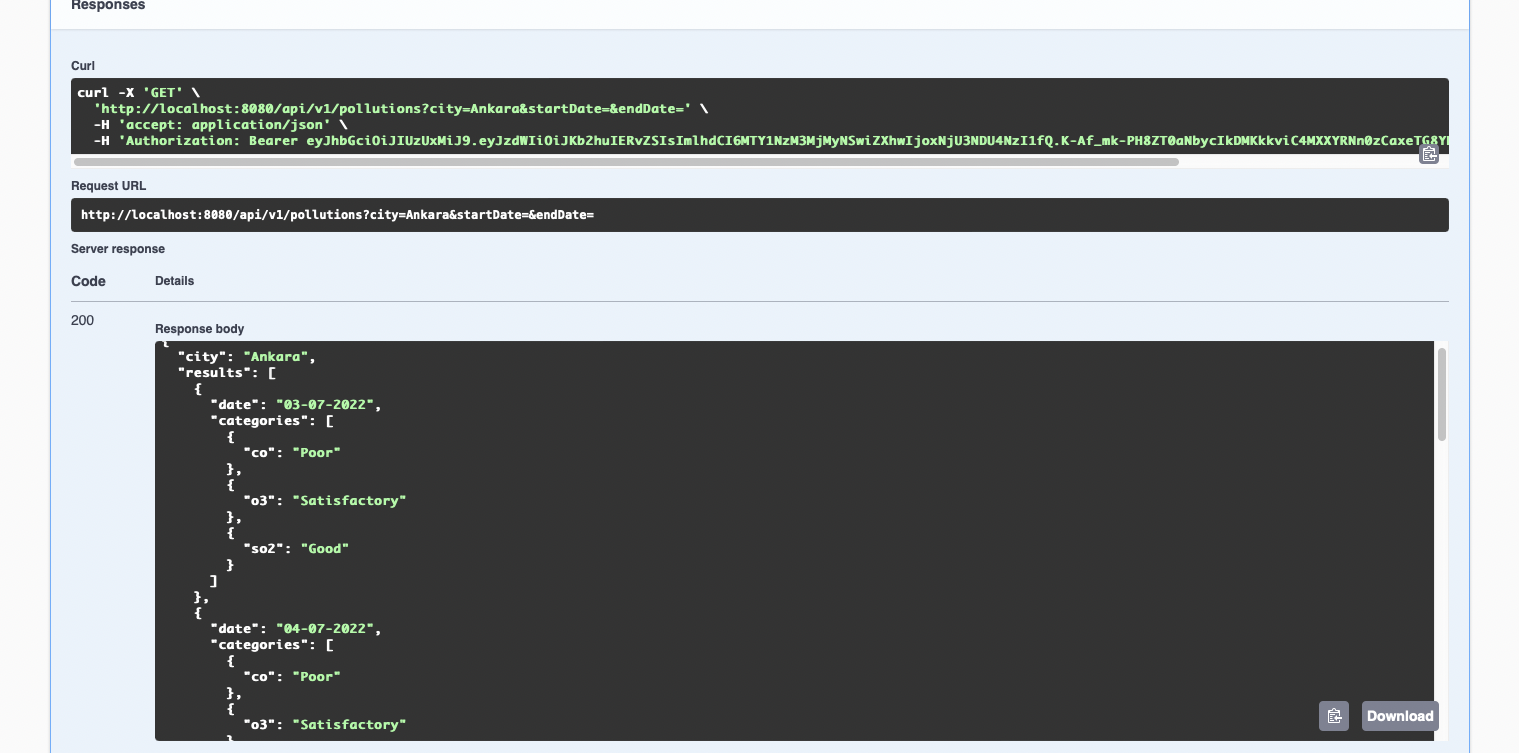 Responses
Curl
curl -X 'GET' \
  'http://localhost:8080/api/v1/pollutions?city=Ankara&startDate=&endDate=' \
  -H 'accept: application/json' \
  -H 'Authorization: Bearer eyJhbGciOiJIUzUxMiJ9.eyJzdWIiOiJKb2huIERvZSIsImlhdCI6MTY1NzM3MjMyNSwiZXhwIjoxNjU3NDU4NzI1fQ.K-Af_mk-PH8ZT0aNbycIkDMKkkviC4MXXYRNn0zCaxeTG8Y
Request URL
http://localhost:8080/api/v1/pollutions?city=Ankara&startDate=&endDate=
Server response
Code Details
200
Response body
{
  "city": "Ankara",
  "results": [
    {
      "date": "03-07-2022",
      "categories": [
        {
          "co": "Poor"
        },
        {
          "o3": "Satisfactory"
        },
        {
          "so2": "Good"
        }
      ]
    },
    {
      "date": "04-07-2022",
      "categories": [
        {
          "co": "Poor"
        },
        {
          "o3": "Satisfactory"
        }
Download